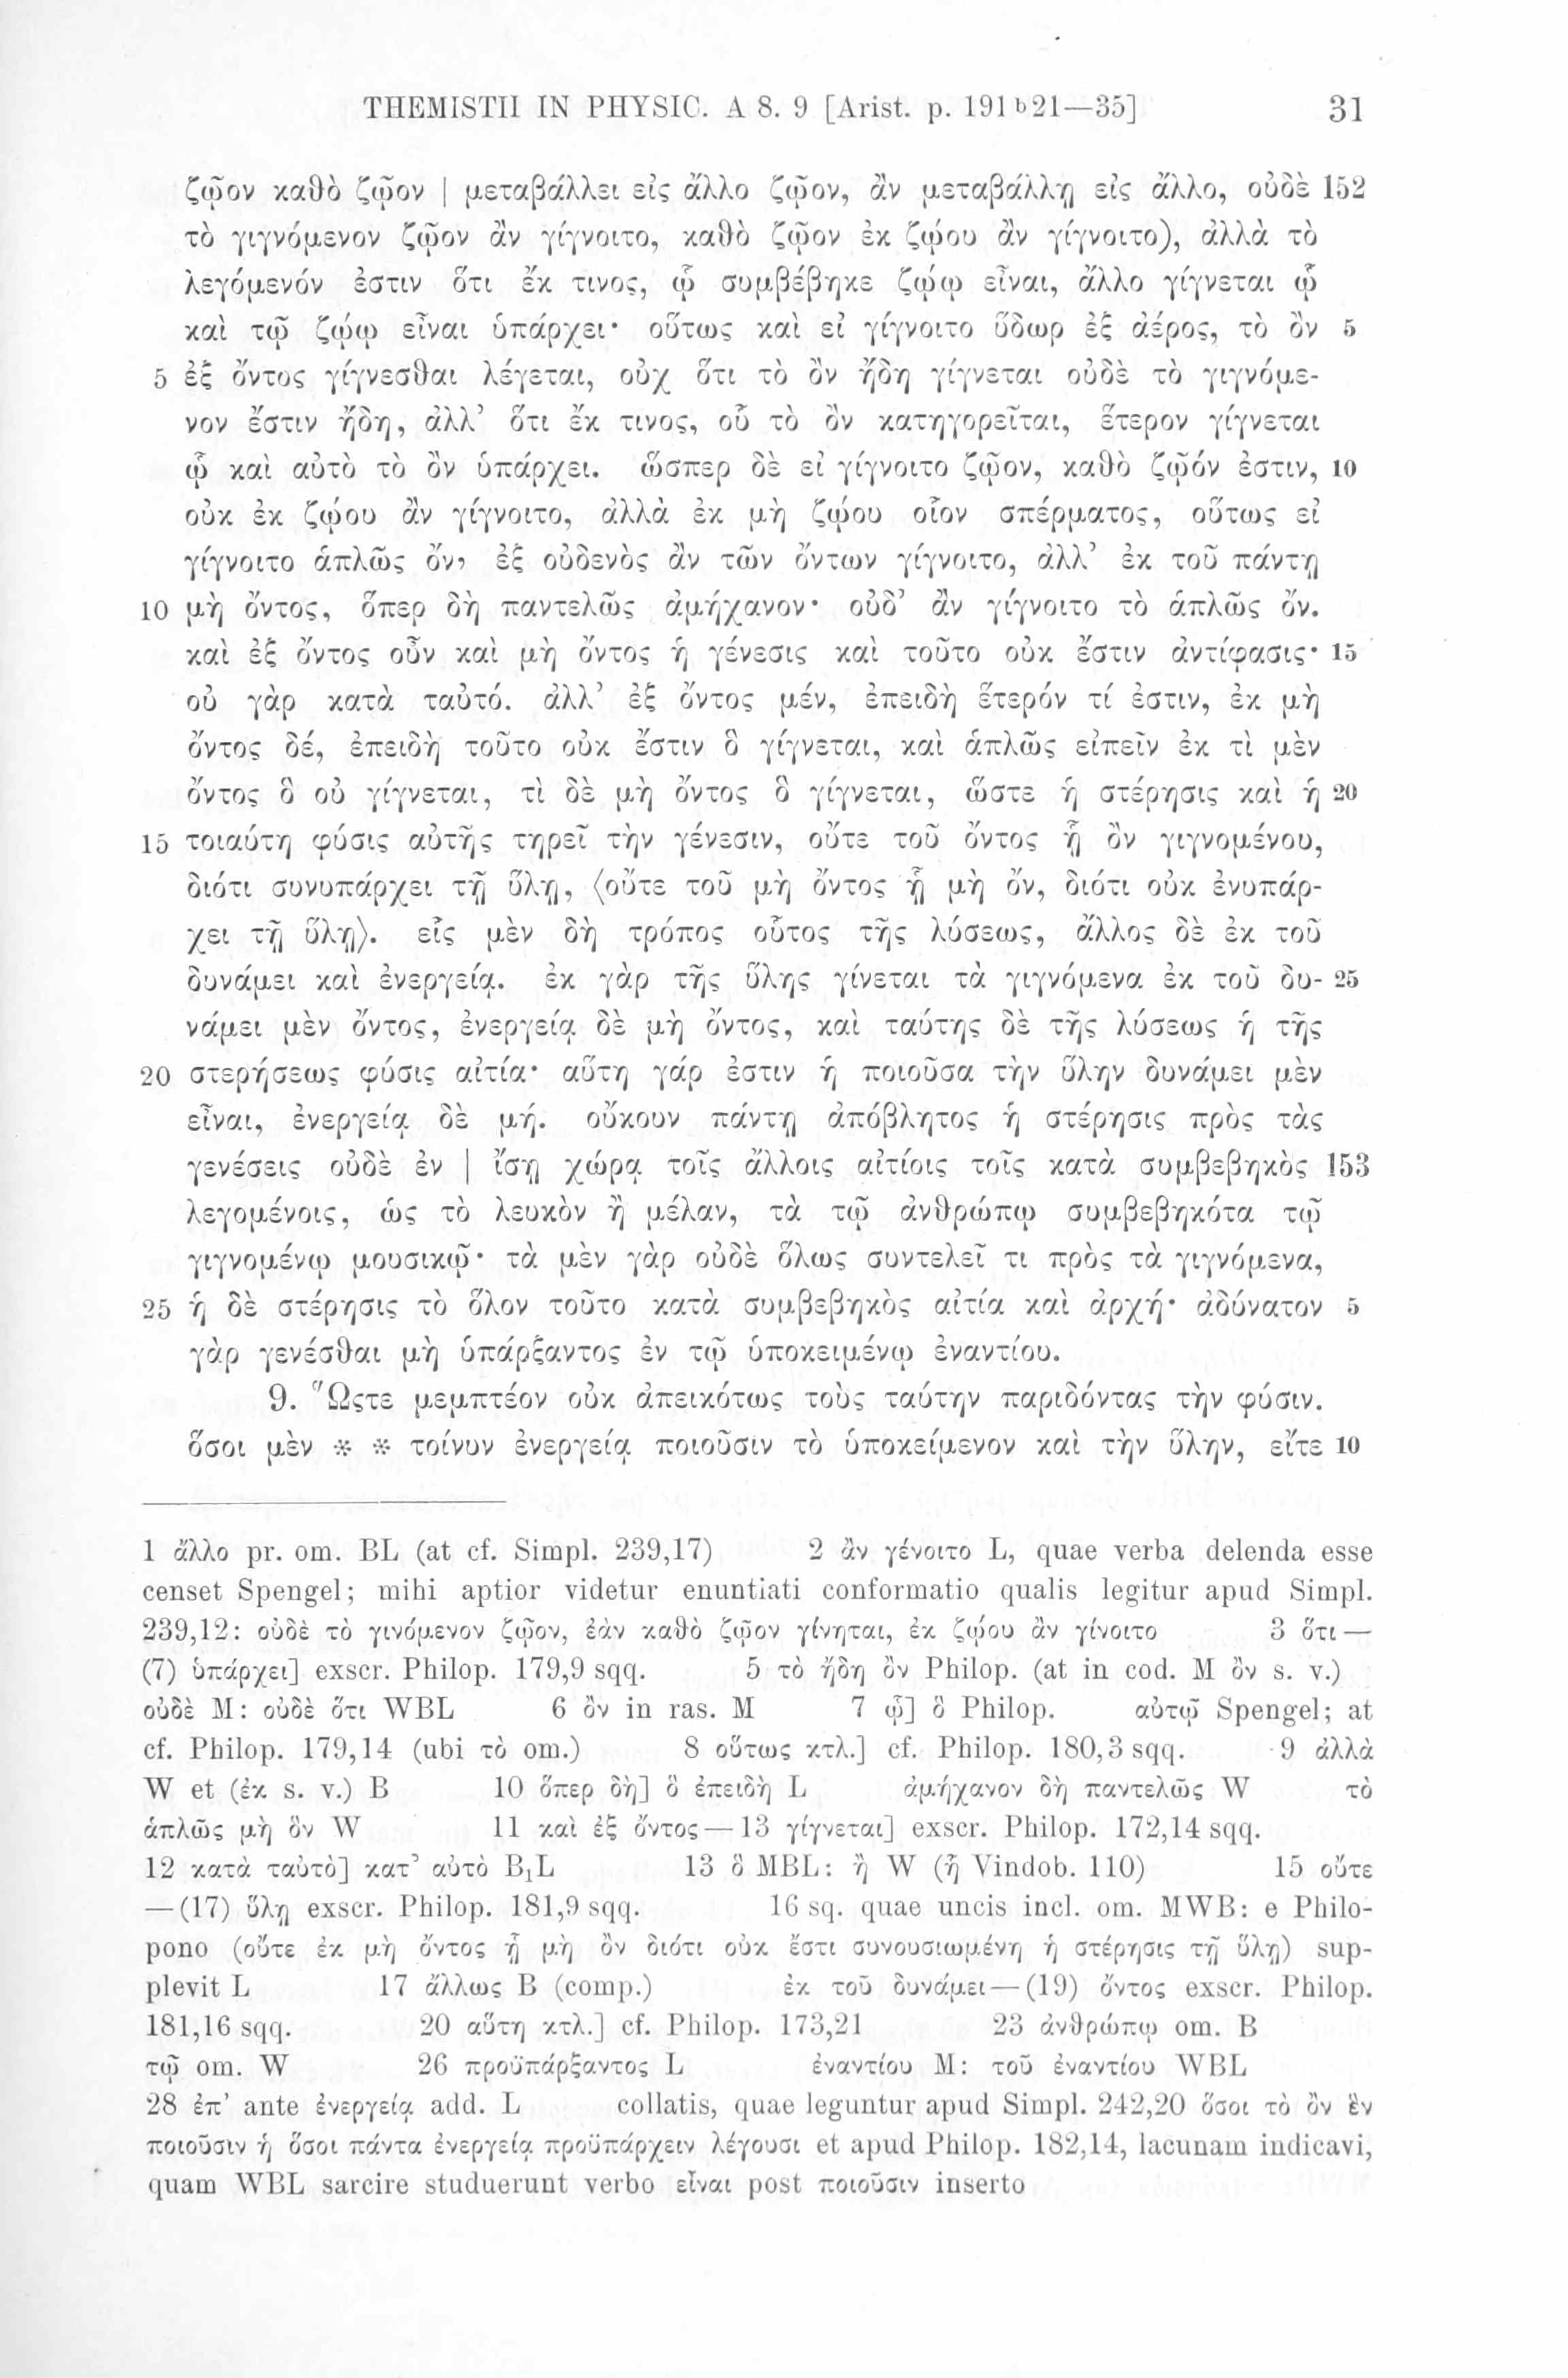 THEMISTII IN PHYSIC. A 8. 9 [Arist. p. 191 b 21—35] 31
ζῷον καθὸ ζῷον | μεταβάλλει εἰς ἄλλο ζῷον, ἂν μεταβάλλῃ εἰς ἄλλο, οὐδὲ 152
τὸ γιγνόμενον ζῷον ἂν γίγνοιτο, καθὸ ζῷον ἐκ ζῴου ἂν γίγνοιτο), ἀλλὰ τὸ
λεγόμενόν ἐστιν ὅτι ἔκ τινος, ᾧ συμβέβηκε ζῴῳ εἶναι, ἄλλο γίγνεται ᾧ
καὶ τῷ ζῴῳ εἶναι ὑπάρχει· οὕτως καὶ εἰ γίγνοιτο ὕδωρ ἐξ ἀέρος, τὸ ὂν 5
5 ἐξ ὄντος γίγνεσθαι λέγεται, οὐχ ὅτι τὸ ὂν ἤδη γίγνεται οὐδὲ τὸ γιγνόμε-
νον ἔστιν ἤδη, ἀλλ’ ὅτι ἔκ τινος, οὗ τὸ ὂν κατηγορεῖται, ἕτερον γίγνεται
ᾧ καὶ αὐτὸ τὸ ὂν ὑπάρχει. ὥσπερ δὲ εἰ γίγνοιτο ζῷον, καθὸ ζῷόν ἐστιν, 10
οὐκ ἐκ ζῴου ἂν γίγνοιτο, ἀλλὰ ἐκ μὴ ζῴου οἷον σπέρματος, οὕτως εἰ
γίγνοιτο ἁπλῶς ὄν, ἐξ οὐδενὸς ἂν τῶν ὄντων γίγνοιτο, ἀλλ’ ἐκ τοῦ πάντῃ
10 μὴ ὄντος, ὅπερ δὴ παντελῶς ἀμήχανον· οὐδ’ ἂν γίγνοιτο τὸ ἁπλῶς ὄν.
καὶ ἐξ ὄντος οὖν καὶ μὴ ὄντος ἡ γένεσις καὶ τοῦτο οὐκ ἔστιν ἀντίφασις· 15
οὐ γὰρ κατὰ ταὐτό. ἀλλ’ ἐξ ὄντος μέν, ἐπειδὴ ἕτερόν τί ἐστιν, ἐκ μὴ
ὄντος δέ, ἐπειδὴ τοῦτο οὐκ ἔστιν ὃ γίγνεται, καὶ ἁπλῶς εἰπεῖν ἐκ τὶ μὲν
ὄντος ὃ οὐ γίγνεται, τὶ δὲ μὴ ὄντος ὃ γίγνεται, ὥστε ἡ στέρησις καὶ ἡ 20
15 τοιαύτη φύσις αὐτῆς τηρεῖ τὴν γένεσιν, οὔτε τοῦ ὄντος ᾗ ὂν γιγνομένου,
διότι συνυπάρχει τῇ ὕλῃ, ⟨οὔτε τοῦ μὴ ὄντος ᾗ μὴ ὄν, διότι οὐκ ἐνυπάρ-
χει τῇ ὕλῃ⟩. εἷς μὲν δὴ τρόπος οὗτος τῆς λύσεως, ἄλλος δὲ ἐκ τοῦ
δυνάμει καὶ ἐνεργείᾳ. ἐκ γὰρ τῆς ὕλης γίνεται τὰ γιγνόμενα ἐκ τοῦ δυ- 25
νάμει μὲν ὄντος, ἐνεργείᾳ δὲ μὴ ὄντος, καὶ ταύτης δὲ τῆς λύσεως ἡ τῆς
20 στερήσεως φύσις αἰτία· αὕτη γάρ ἐστιν ἡ ποιοῦσα τὴν ὕλην δυνάμει μὲν
εἶναι, ἐνεργείᾳ δὲ μή. οὔκουν πάντῃ ἀπόβλητος ἡ στέρησις πρὸς τὰς
γενέσεις οὐδὲ ἐν | ἴσῃ χώρᾳ τοῖς ἄλλοις αἰτίοις τοῖς κατὰ συμβεβηκὸς 153
λεγομένοις, ὡς τὸ λευκὸν ἢ μέλαν, τὰ τῷ ἀνθρώπῳ συμβεβηκότα τῷ
γιγνομένῳ μουσικῷ· τὰ μὲν γὰρ οὐδὲ ὅλως συντελεῖ τι πρὸς τὰ γιγνόμενα,
25 ἡ δὲ στέρησις τὸ ὅλον τοῦτο κατὰ συμβεβηκὸς αἰτία καὶ ἀρχή· ἀδύνατον 5
γὰρ γενέσθαι μὴ ὑπάρξαντος ἐν τῷ ὑποκειμένῳ ἐναντίου.
9. Ὥςτε μεμπτέον οὐκ ἀπεικότως τοὺς ταύτην παριδόντας τὴν φύσιν.
ὅσοι μὲν * * τοίνυν ἐνεργείᾳ ποιοῦσιν τὸ ὑποκείμενον καὶ τὴν ὕλην, εἴτε 10
1 ἄλλο pr. om. BL (at cf. Simpl. 239,17) 2 ἂν γένοιτο L, quae verba delenda esse
censet Spengel; mihi aptior videtur enuntiati conformatio qualis legitur apud Simpl.
239,12: οὐδὲ τὸ γινόμενον ζῷον, ἐὰν καθὸ ζῷον γίνηται, ἐκ ζῴου ἂν γίνοιτο 3 ὅτι —
(7) ὑπάρχει] exscr. Philop. 179,9 sqq. 5 τὸ ἤδη ὂν Philop. (at in cod. M ὂν s. v.)
οὐδὲ M: οὐδὲ ὅτι WBL 6 ὂν in ras. M 7 ᾧ] ὃ Philop. αὐτῷ Spengel; at
cf. Philop. 179,14 (ubi τὸ om.) 8 οὕτως κτλ.] cf. Philop. 180,3 sqq. 9 ἀλλὰ
W et (ἐκ s. v.) B 10 ὅπερ δὴ] ὃ ἐπειδὴ L ἀμήχανον δὴ παντελῶς W τὸ
ἁπλῶς μὴ ὂν W 11 καὶ ἐξ ὄντος — 13 γίγνεται] exscr. Philop. 172,14 sqq.
12 κατὰ ταὐτὸ] κατ’ αὐτὸ B₁L 13 ὃ MBL: ἢ W (ᾗ Vindob. 110) 15 οὔτε
— (17) ὕλῃ exscr. Philop. 181,9 sqq. 16 sq. quae uncis incl. om. MWB: e Philo-
pono (οὔτε ἐκ μὴ ὄντος ᾗ μὴ ὂν διότι οὐκ ἔστι συνουσιωμένη ἡ στέρησις τῇ ὕλῃ) sup-
plevit L 17 ἄλλως B (comp.) ἐκ τοῦ δυνάμει — (19) ὄντος exscr. Philop.
181,16 sqq. 20 αὕτη κτλ.] cf. Philop. 173,21 23 ἀνθρώπῳ om. B
τῷ om. W 26 προϋπάρξαντος L ἐναντίου M: τοῦ ἐναντίου WBL
28 ἐπ’ ante ἐνεργείᾳ add. L collatis, quae leguntur apud Simpl. 242,20 ὅσοι τὸ ὂν ἓν
ποιοῦσιν ἡ ὅσοι πάντα ἐνεργείᾳ προϋπάρχειν λέγουσι et apud Philop. 182,14, lacunam indicavi,
quam WBL sarcire studuerunt verbo εἶναι post ποιοῦσιν inserto